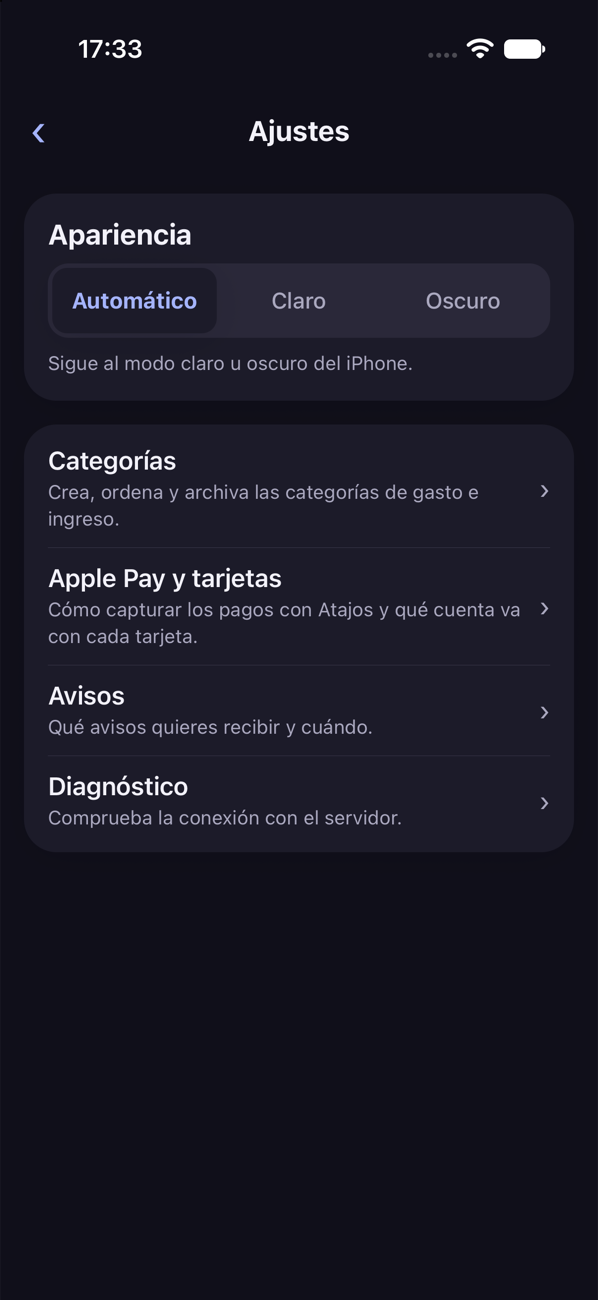 17:33
Ajustes
Apariencia
Automático
Claro
Oscuro
Sigue al modo claro u oscuro del iPhone.
Categorías
Crea, ordena y archiva las categorías de gasto e
ingreso.
Apple Pay y tarjetas
Cómo capturar los pagos con Atajos y qué cuenta va
con cada tarjeta.
Avisos
Qué avisos quieres recibir y cuándo.
Diagnóstico
Comprueba la conexión con el servidor.